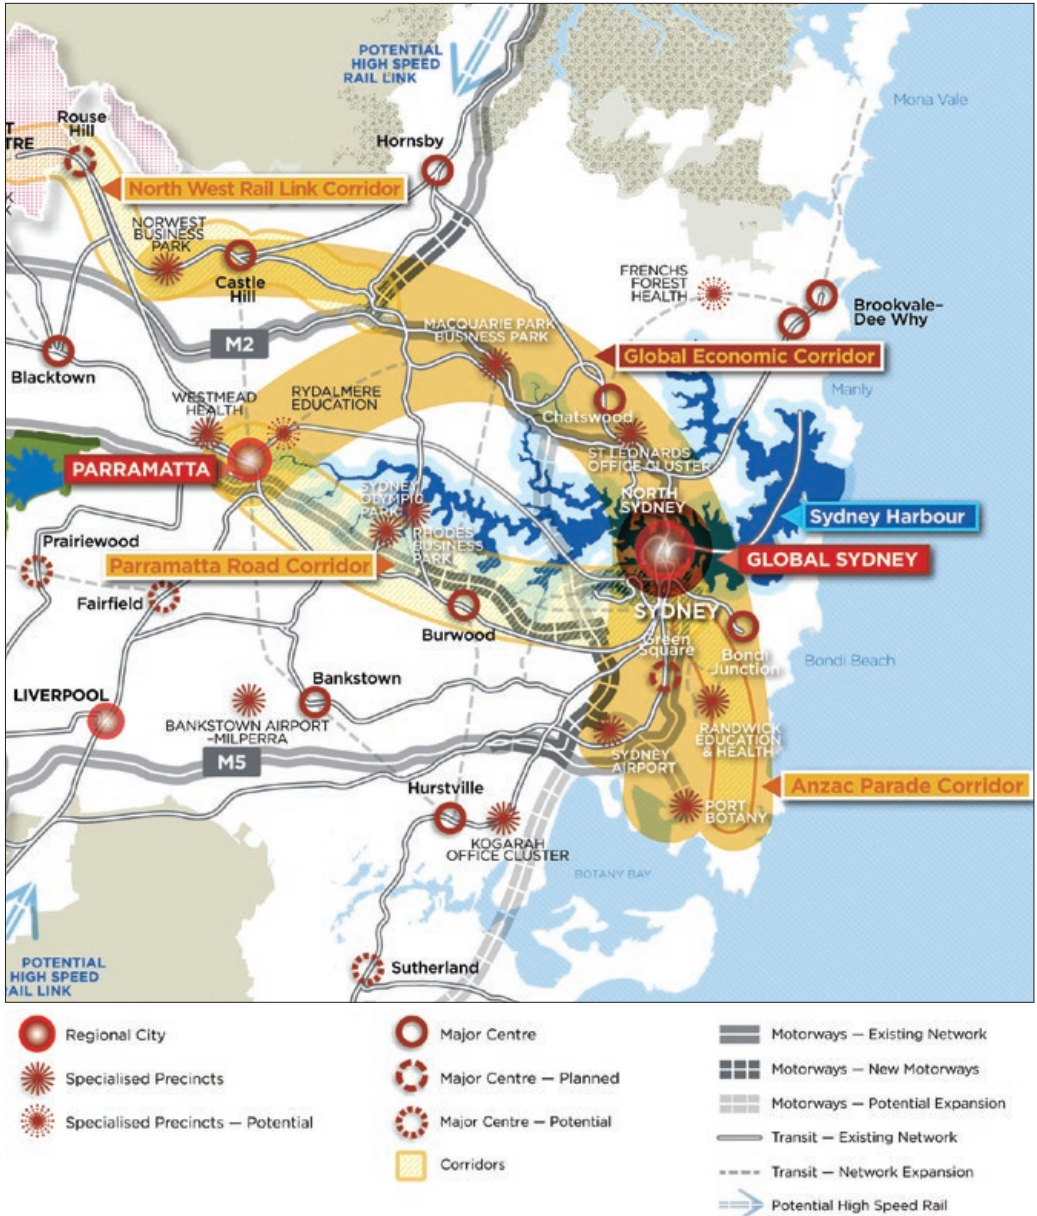 POTENTIAL
HIGH SPEED
RAIL LINK
Mona Vale
Rouse
Hill
T
TRE
Hornsby
North West Rail Link Corridor
NORWEST
BUSINESS
PARK
Castle
Hill
FRENCHS
FOREST
HEALTH
Brookvale–
Dee Why
M2
MACQUARIE PARK
BUSINESS PARK
Global Economic Corridor
Blacktown
Manly
WESTMEAD
HEALTH
RYDALMERE
EDUCATION
Chatswood
ST LEONARDS
OFFICE CLUSTER
PARRAMATTA
SYDNEY
OLYMPIC
PARK
NORTH
SYDNEY
Sydney Harbour
RHODES
BUSINESS
PARK
Prairiewood
Parramatta Road Corridor
GLOBAL SYDNEY
Fairfield
Burwood
SYDNEY
Green
Square
Bondi
Junction
Bondi Beach
Bankstown
LIVERPOOL
BANKSTOWN AIRPORT
–MILPERRA
RANDWICK
EDUCATION
& HEALTH
M5
SYDNEY
AIRPORT
Hurstville
Anzac Parade Corridor
PORT
BOTANY
KOGARAH
OFFICE CLUSTER
BOTANY BAY
POTENTIAL
HIGH SPEED
AIL LINK
Sutherland
Regional City
Specialised Precincts
Specialised Precincts — Potential
Major Centre
Major Centre — Planned
Major Centre — Potential
Corridors
Motorways — Existing Network
Motorways — New Motorways
Motorways — Potential Expansion
Transit — Existing Network
Transit — Network Expansion
Potential High Speed Rail